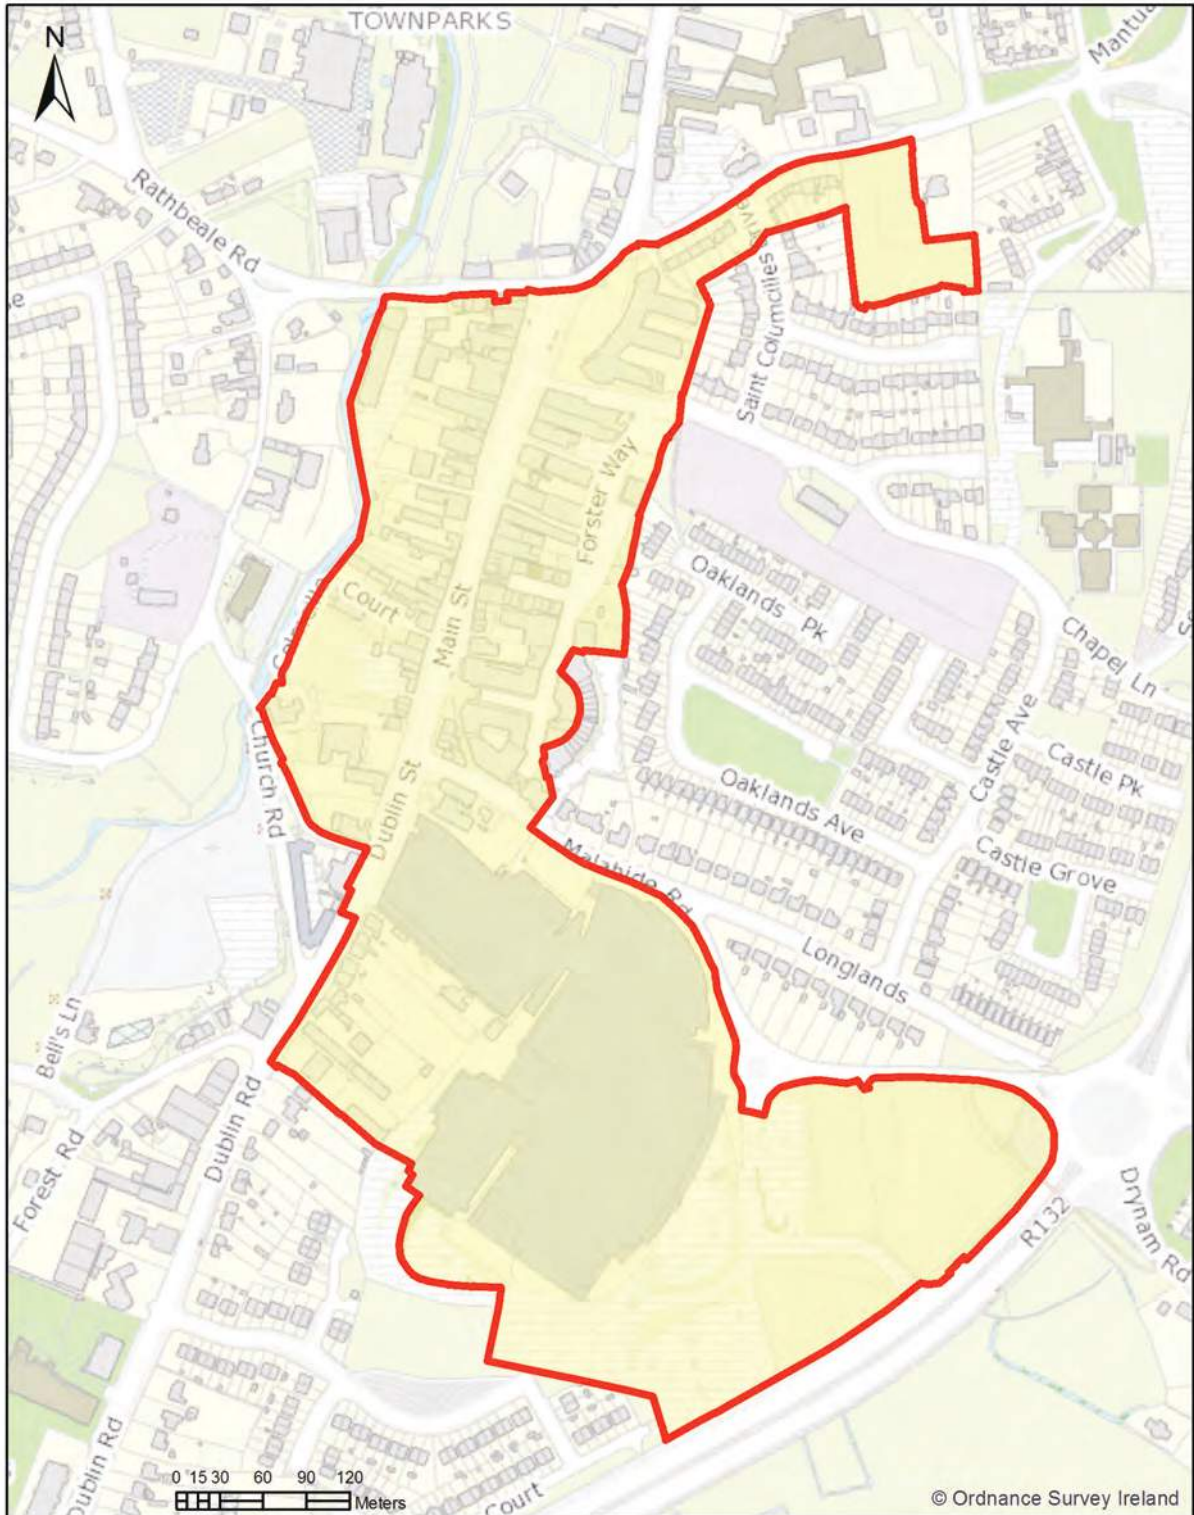 TOWNPARKS
N
Mantua
Rathbeale Rd
Saint Columcilles Drive
Forster Way
Court
Main St
Oaklands Pk
Chapel Ln
Church Rd
Dublin St
Castle Ave
Castle Pk
Oaklands Ave
Castle Grove
Malahide Rd
Longlands
Bell's Ln
Dublin Rd
Forest Rd
R132
Drynam Rd
Dublin Rd
0 15 30 60 90 120
Meters
Court
© Ordnance Survey Ireland